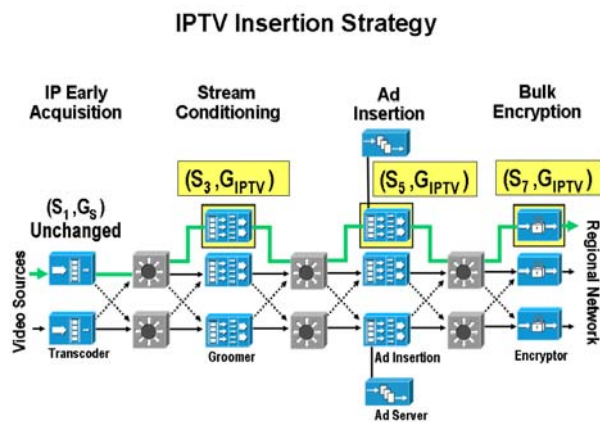 IPTV Insertion Strategy
IP Early
Acquisition
Stream
Conditioning
Ad
Insertion
Bulk
Encryption
(S1,GS)
Unchanged
(S3,GIPTV)
(S5,GIPTV)
(S7,GIPTV)
Video Sources
Regional Network
Transcoder
Groomer
Ad Insertion
Encryptor
Ad Server